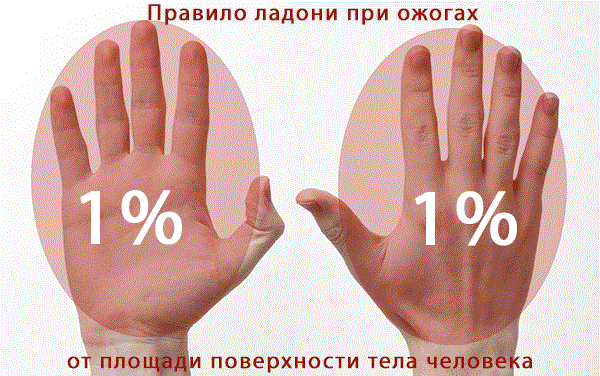 Правило ладони при ожогах
1%
1%
от площади поверхности тела человека